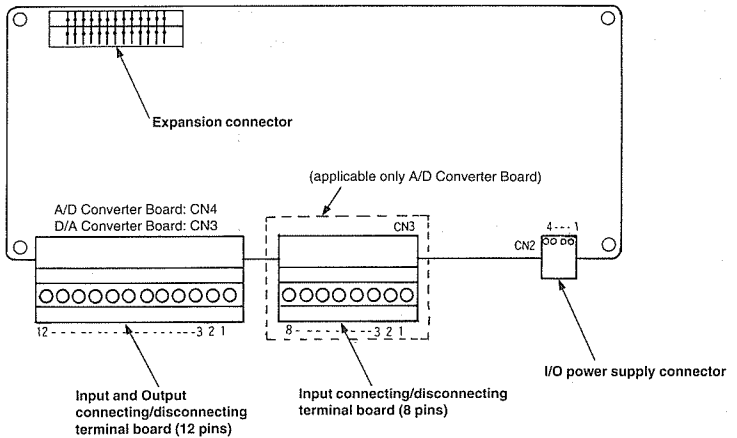 Expansion connector
(applicable only A/D Converter Board)
A/D Converter Board: CN4
D/A Converter Board: CN3
CN3
4 --- 1
CN2
12 ------------------ 3 2 1
8 ---------- 3 2 1
I/O power supply connector
Input and Output
connecting/disconnecting
terminal board (12 pins)
Input connecting/disconnecting
terminal board (8 pins)